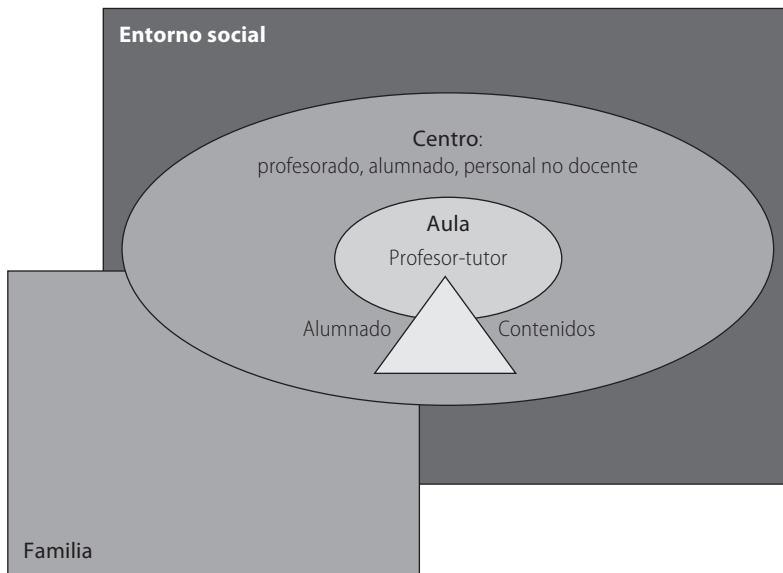 Entorno social
Centro:
profesorado, alumnado, personal no docente
Aula
Profesor-tutor
Alumnado
Contenidos
Familia